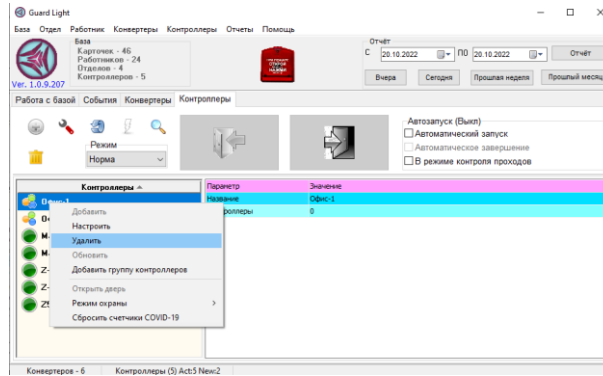 Guard Light
База Отдел Работник Конвертеры Контроллеры Отчеты Помощь
База
Карточек - 46
Работников - 24
Отделов - 4
Контроллеров - 5
Ver. 1.0.9.207
Отчёт
С 20.10.2022 ПО 20.10.2022 Отчёт
Вчера Сегодня Прошлая неделя Прошлый месяц
Работа с базой События Конвертеры Контроллеры
Режим
Норма
Автозапуск (Выкл)
Автоматический запуск
Автоматическое завершение
В режиме контроля проходов
Контроллеры
Параметр Значение
Название Офис-1
0
Добавить
Настроить
Удалить
Обновить
Добавить группу контроллеров
Открыть дверь
Режим охраны
Сбросить счетчики COVID-19
Конвертеров - 6 Контроллеры (5) Act:5 New:2